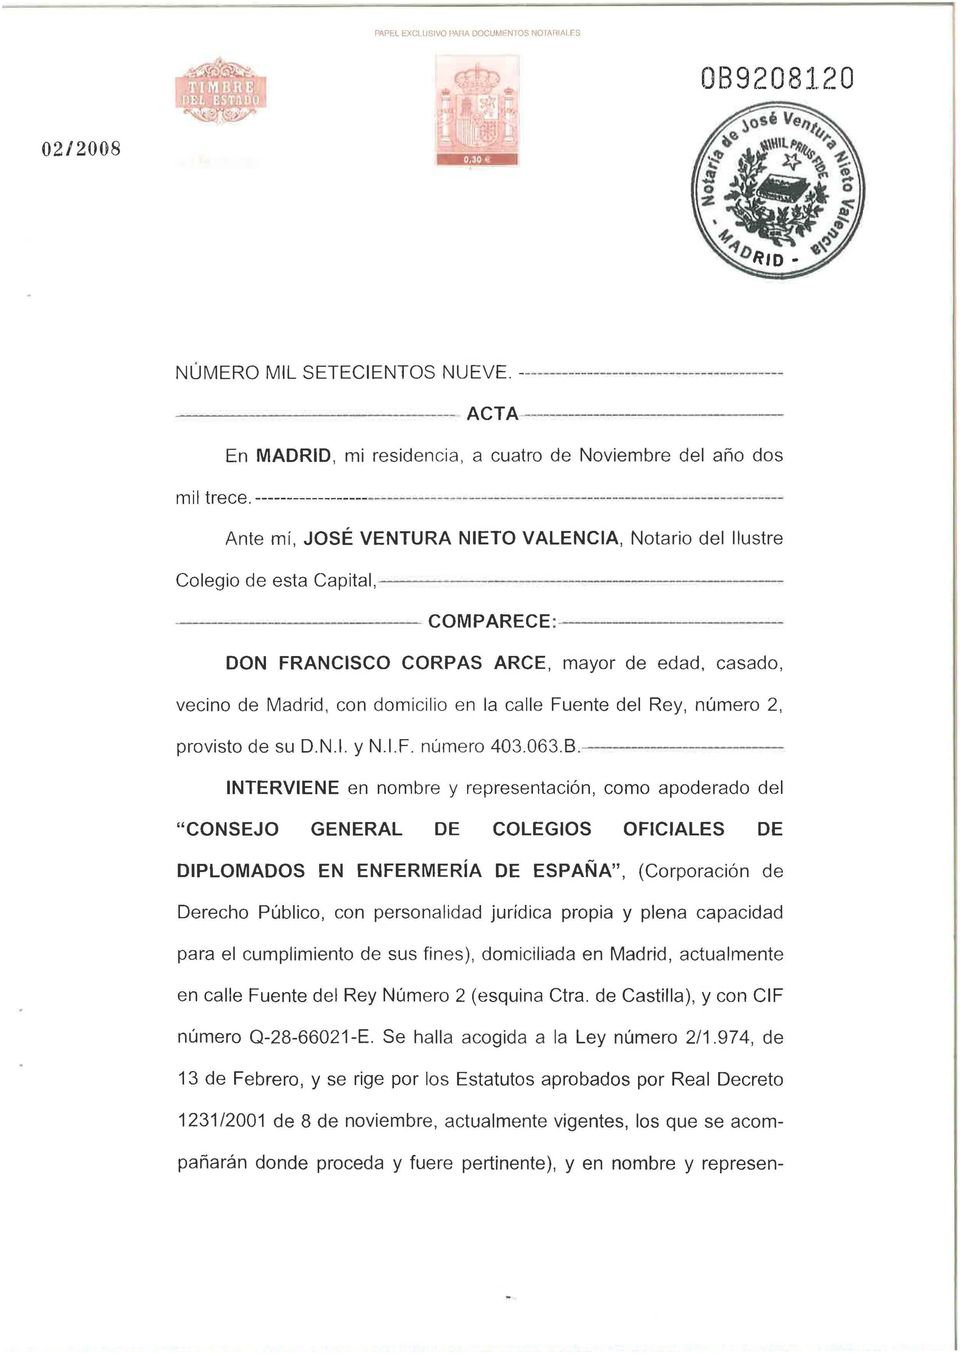 PAPEL EXCLUSIVO PARA DOCUMENTOS NOTARIALES
TIMBRE
DEL ESTADO
0B9208120
02/2008
0,30 €
Notaría de José Ventura Nieto Valencia
NIHIL PRIUS FIDE
- MADRID -
NÚMERO MIL SETECIENTOS NUEVE. ----------
---------- ACTA ----------
En MADRID, mi residencia, a cuatro de Noviembre del año dos
mil trece. ----------
Ante mí, JOSÉ VENTURA NIETO VALENCIA, Notario del Ilustre
Colegio de esta Capital, ----------
---------- COMPARECE: ----------
DON FRANCISCO CORPAS ARCE, mayor de edad, casado,
vecino de Madrid, con domicilio en la calle Fuente del Rey, número 2,
provisto de su D.N.I. y N.I.F. número 403.063.B. ----------
INTERVIENE en nombre y representación, como apoderado del
“CONSEJO GENERAL DE COLEGIOS OFICIALES DE
DIPLOMADOS EN ENFERMERÍA DE ESPAÑA”, (Corporación de
Derecho Público, con personalidad jurídica propia y plena capacidad
para el cumplimiento de sus fines), domiciliada en Madrid, actualmente
en calle Fuente del Rey Número 2 (esquina Ctra. de Castilla), y con CIF
número Q-28-66021-E. Se halla acogida a la Ley número 2/1.974, de
13 de Febrero, y se rige por los Estatutos aprobados por Real Decreto
1231/2001 de 8 de noviembre, actualmente vigentes, los que se acom-
pañarán donde proceda y fuere pertinente), y en nombre y represen-